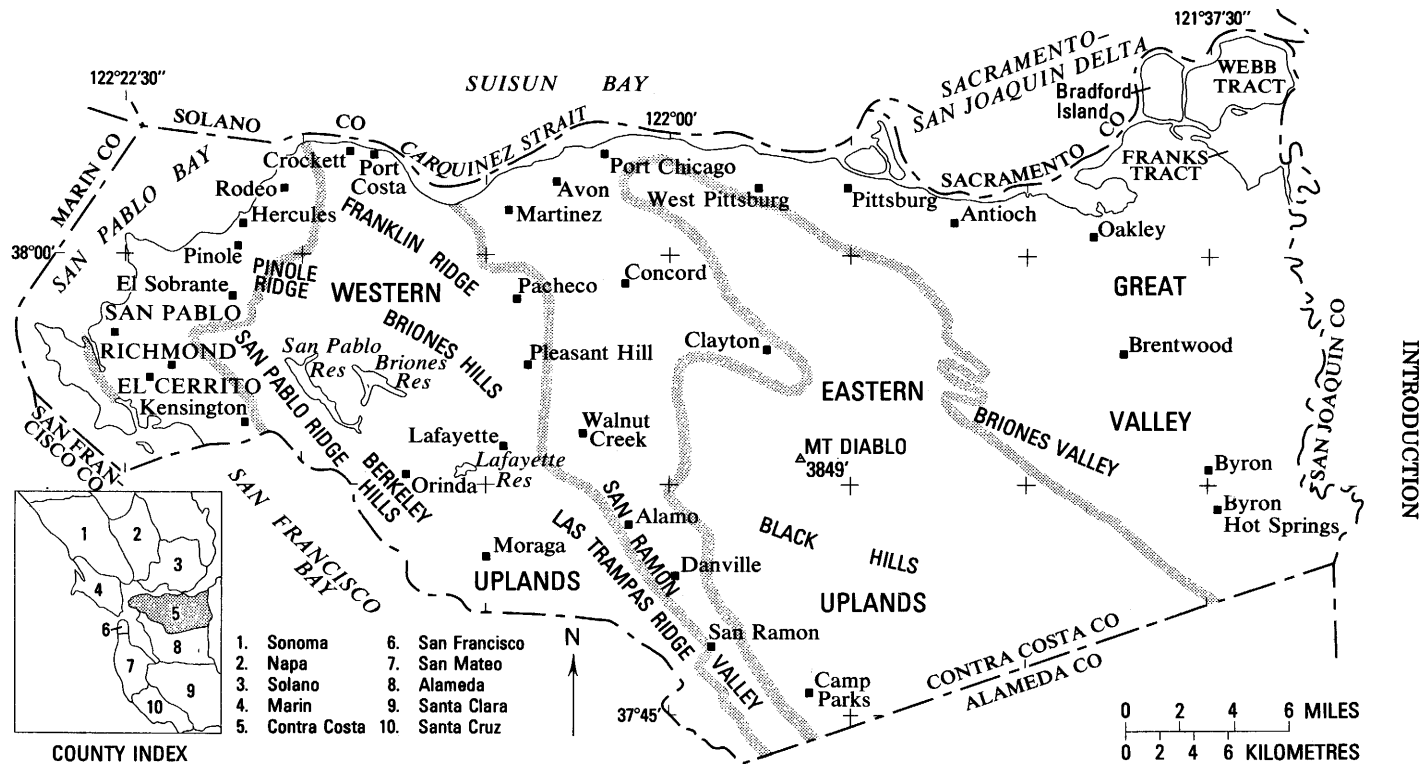 121°37'30"
122°22'30"
SUISUN BAY
SACRAMENTO–
SAN JOAQUIN DELTA
WEBB
TRACT
Bradford
Island
SOLANO CO
122°00'
CARQUINEZ STRAIT
MARIN CO
SAN PABLO BAY
Crockett
Port
Costa
Port Chicago
SACRAMENTO CO
FRANKS
TRACT
Rodeo
Avon
West Pittsburg
Pittsburg
Hercules
Martinez
Antioch
Oakley
38°00'
Pinole
PINOLE
RIDGE
FRANKLIN RIDGE
El Sobrante
WESTERN
Pacheco
Concord
GREAT
SAN PABLO
BRIONES HILLS
RICHMOND
San Pablo
Res
Briones
Res
Pleasant Hill
Clayton
Brentwood
SAN JOAQUIN CO
INTRODUCTION
EL CERRITO
Kensington
SAN PABLO RIDGE
EASTERN
SAN FRAN-
CISCO CO
Lafayette
Lafayette
Res
Walnut
Creek
MT DIABLO
3849'
BRIONES VALLEY
VALLEY
BERKELEY
HILLS
Orinda
Byron
Byron
Hot Springs
SAN FRANCISCO
BAY
SAN RAMON VALLEY
Alamo
LAS TRAMPAS RIDGE
BLACK HILLS
Moraga
UPLANDS
Danville
UPLANDS
San Ramon
Camp
Parks
CONTRA COSTA CO
ALAMEDA CO
37°45'
N
1
2
3
4
5
6
7
8
9
10
COUNTY INDEX
1. Sonoma
2. Napa
3. Solano
4. Marin
5. Contra Costa
6. San Francisco
7. San Mateo
8. Alameda
9. Santa Clara
10. Santa Cruz
0 2 4 6 MILES
0 2 4 6 KILOMETRES